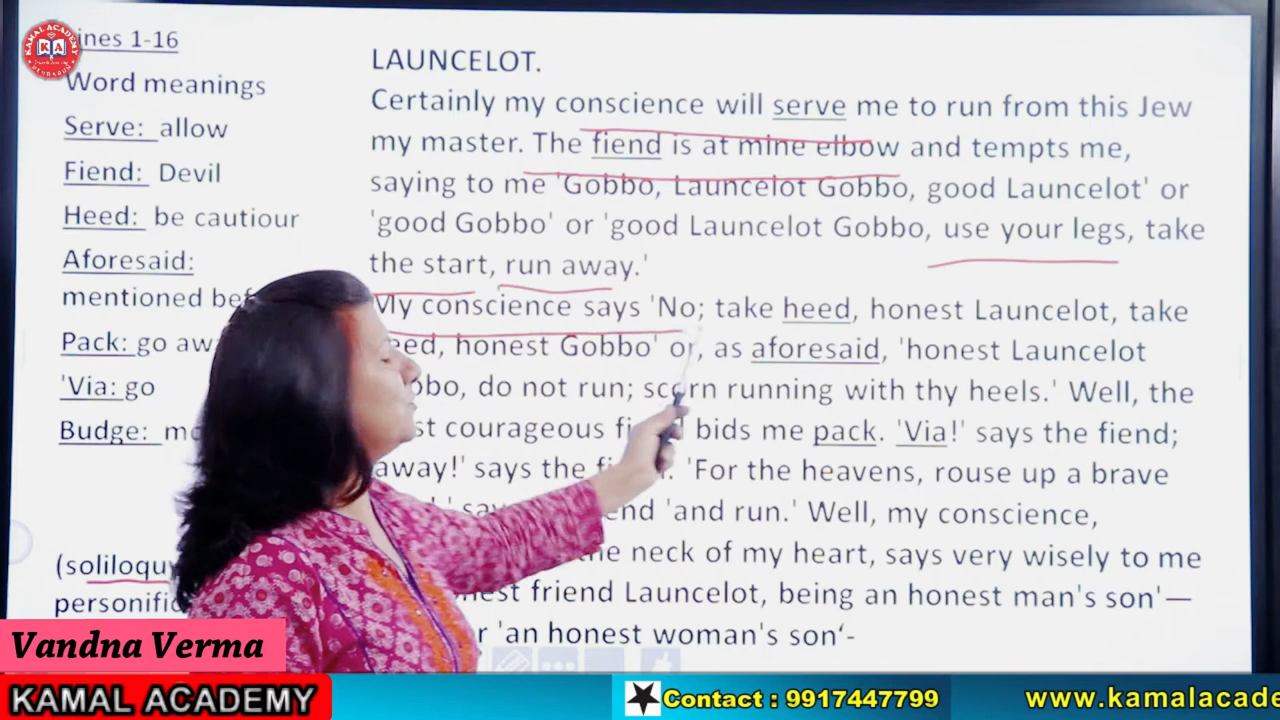 KAMAL ACADEMY
KA
ines 1-16
Word meanings
Serve: allow
Fiend: Devil
Heed: be cautiour
Aforesaid:
mentioned bef
Pack: go aw
'Via: go
Budge: m
(soliloquy
personific
LAUNCELOT.
Certainly my conscience will serve me to run from this Jew
my master. The fiend is at mine elbow and tempts me,
saying to me 'Gobbo, Launcelot Gobbo, good Launcelot' or
'good Gobbo' or 'good Launcelot Gobbo, use your legs, take
the start, run away.'
My conscience says 'No; take heed, honest Launcelot, take
eed, honest Gobbo' or, as aforesaid, 'honest Launcelot
bbo, do not run; scorn running with thy heels.' Well, the
st courageous fi bids me pack. 'Via!' says the fiend;
away!' says the fi . 'For the heavens, rouse up a brave
say end 'and run.' Well, my conscience,
he neck of my heart, says very wisely to me
nest friend Launcelot, being an honest man's son'—
r 'an honest woman's son‘-
Vandna Verma
KAMAL ACADEMY
Contact : 9917447799
www.kamalacade